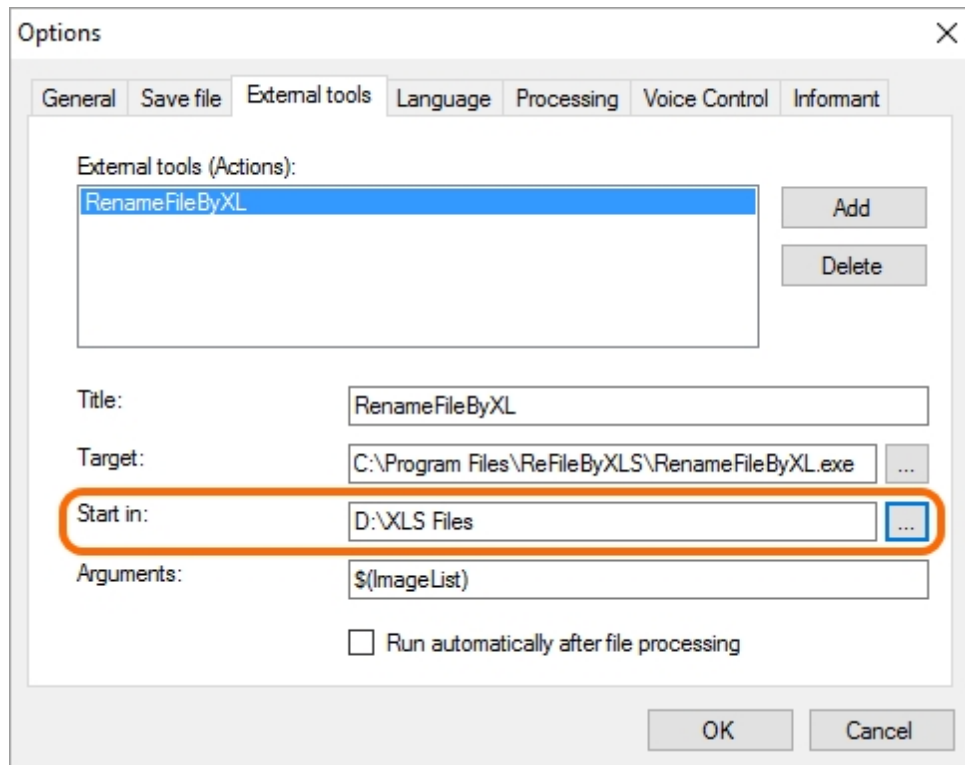 Options
General Save file External tools Language Processing Voice Control Informant
External tools (Actions):
RenameFileByXL
Add
Delete
Title:
RenameFileByXL
Target:
C:\Program Files\ReFileByXLS\RenameFileByXL.exe ...
Start in:
D:\XLS Files ...
Arguments:
$(ImageList)
Run automatically after file processing
OK Cancel